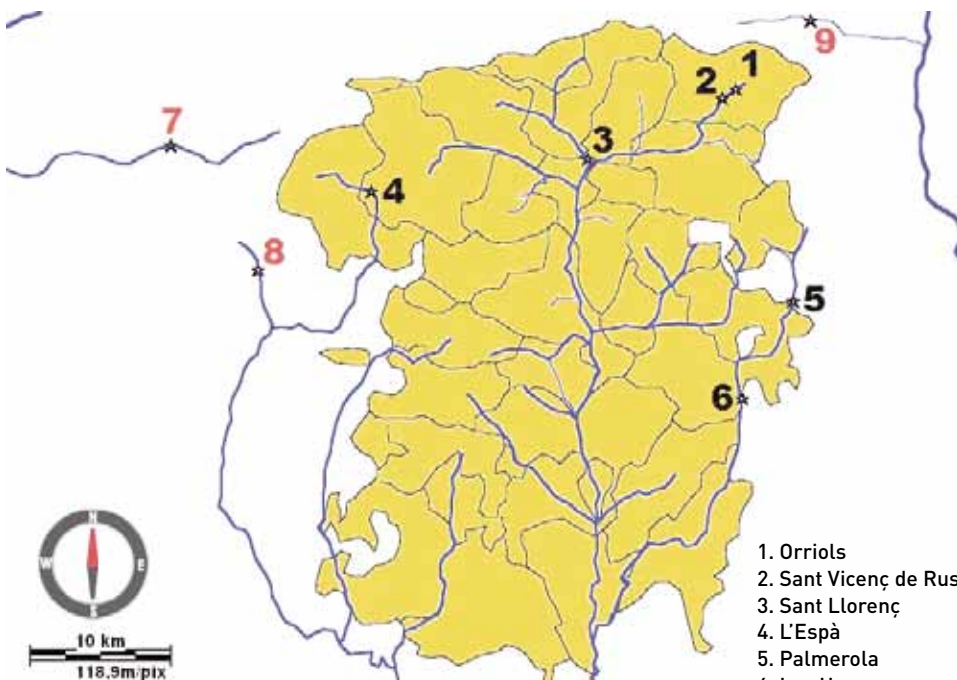 9
1
2
7
3
4
8
5
6
N
W E
S
10 km
118.9m/pix
1. Orriols
2. Sant Vicenç de Rus
3. Sant Llorenç
4. L'Espà
5. Palmerola